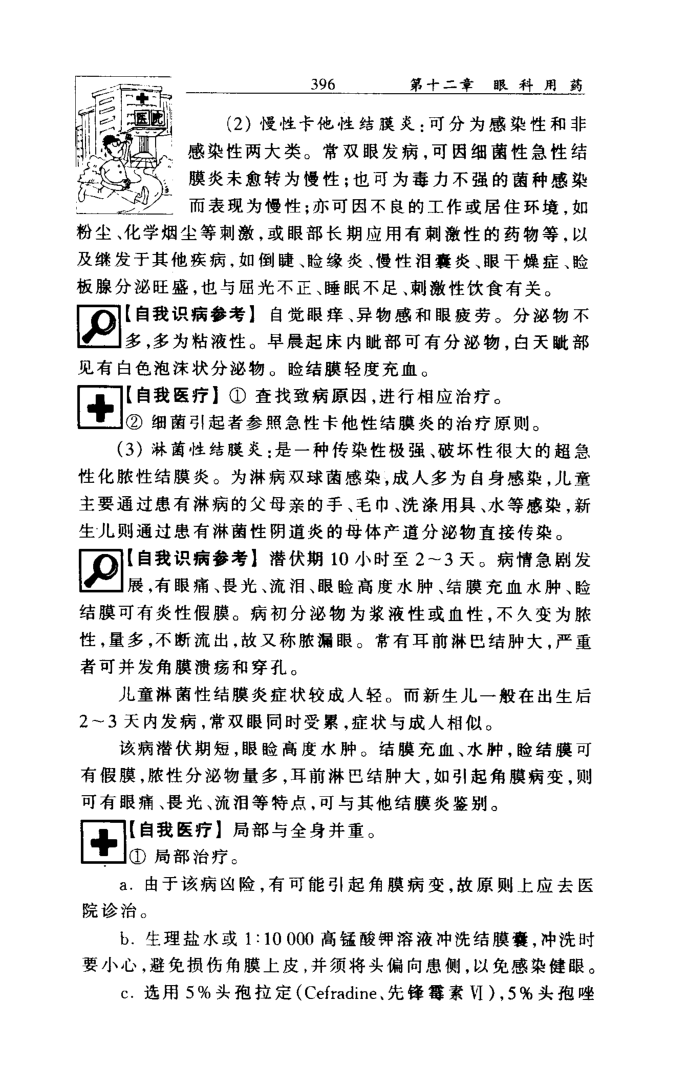 396 第十二章 眼科用药
医院
(2) 慢性卡他性结膜炎:可分为感染性和非
感染性两大类。常双眼发病,可因细菌性急性结
膜炎未愈转为慢性;也可为毒力不强的菌种感染
而表现为慢性;亦可因不良的工作或居住环境,如
粉尘、化学烟尘等刺激,或眼部长期应用有刺激性的药物等,以
及继发于其他疾病,如倒睫、睑缘炎、慢性泪囊炎、眼干燥症、睑
板腺分泌旺盛,也与屈光不正、睡眠不足、刺激性饮食有关。
【自我识病参考】 自觉眼痒、异物感和眼疲劳。分泌物不
多,多为粘液性。早晨起床内眦部可有分泌物,白天眦部
见有白色泡沫状分泌物。睑结膜轻度充血。
【自我医疗】 ① 查找致病原因,进行相应治疗。
② 细菌引起者参照急性卡他性结膜炎的治疗原则。
(3) 淋菌性结膜炎:是一种传染性极强、破坏性很大的超急
性化脓性结膜炎。为淋病双球菌感染,成人多为自身感染,儿童
主要通过患有淋病的父母亲的手、毛巾、洗涤用具、水等感染,新
生儿则通过患有淋菌性阴道炎的母体产道分泌物直接传染。
【自我识病参考】 潜伏期 10 小时至 2~3 天。病情急剧发
展,有眼痛、畏光、流泪、眼睑高度水肿、结膜充血水肿、睑
结膜可有炎性假膜。病初分泌物为浆液性或血性,不久变为脓
性,量多,不断流出,故又称脓漏眼。常有耳前淋巴结肿大,严重
者可并发角膜溃疡和穿孔。
儿童淋菌性结膜炎症状较成人轻。而新生儿一般在出生后
2~3 天内发病,常双眼同时受累,症状与成人相似。
该病潜伏期短,眼睑高度水肿。结膜充血、水肿,睑结膜可
有假膜,脓性分泌物量多,耳前淋巴结肿大,如引起角膜病变,则
可有眼痛、畏光、流泪等特点,可与其他结膜炎鉴别。
【自我医疗】 局部与全身并重。
① 局部治疗。
a. 由于该病凶险,有可能引起角膜病变,故原则上应去医
院诊治。
b. 生理盐水或 1:10 000 高锰酸钾溶液冲洗结膜囊,冲洗时
要小心,避免损伤角膜上皮,并须将头偏向患侧,以免感染健眼。
c. 选用 5% 头孢拉定(Cefradine、先锋霉素Ⅵ),5% 头孢唑